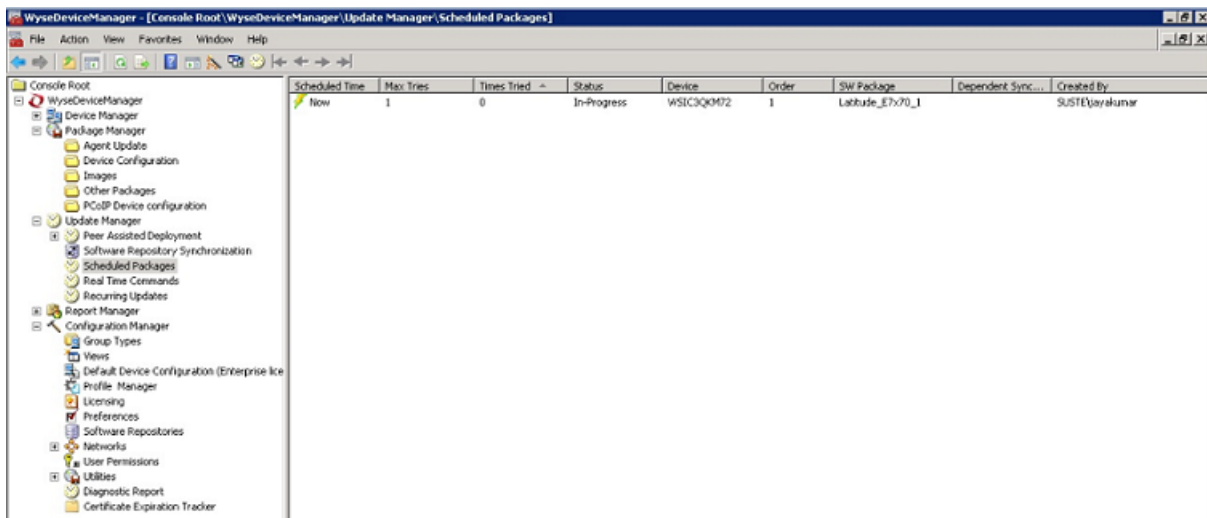 WyseDeviceManager - [Console Root\WyseDeviceManager\Update Manager\Scheduled Packages]
File Action View Favorites Window Help
Console Root
WyseDeviceManager
Device Manager
Package Manager
Agent Update
Device Configuration
Images
Other Packages
PCoIP Device configuration
Update Manager
Peer Assisted Deployment
Software Repository Synchronization
Scheduled Packages
Real Time Commands
Recurring Updates
Report Manager
Configuration Manager
Group Types
Views
Default Device Configuration (Enterprise lice
Profile Manager
Licensing
Preferences
Software Repositories
Networks
User Permissions
Utilities
Diagnostic Report
Certificate Expiration Tracker
Scheduled Time Max Tries Times Tried Status Device Order SW Package Dependent Sync... Created By
Now 1 0 In-Progress WSIC3QKM72 1 Latitude_E7x70_1 SUSTE\jayakumar